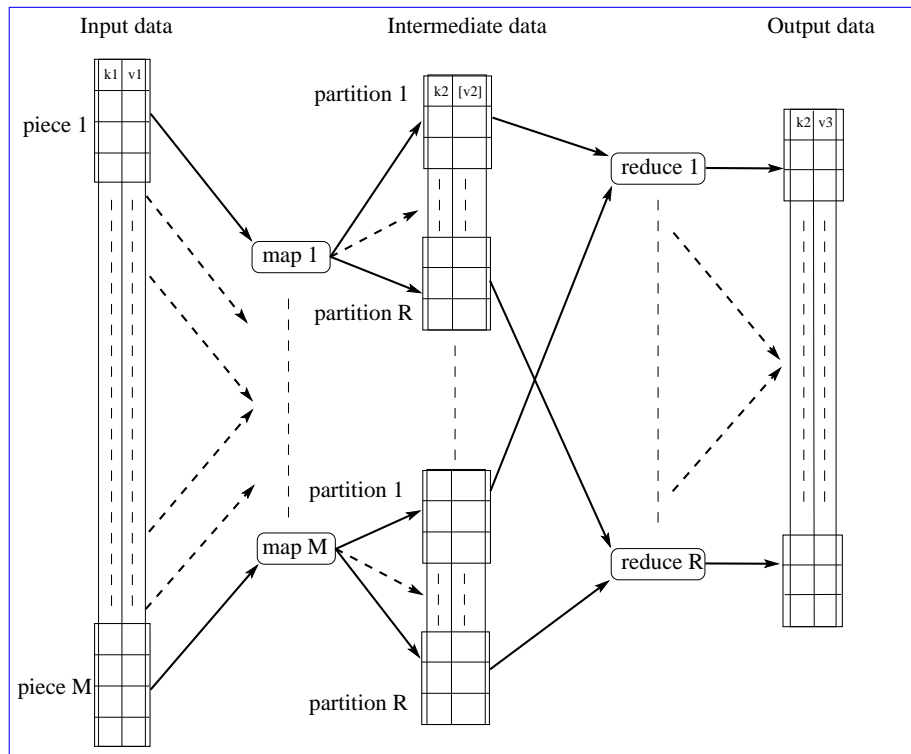 Input data
Intermediate data
Output data
k1 v1
partition 1
k2 [v2]
k2 v3
piece 1
reduce 1
map 1
partition R
partition 1
map M
reduce R
piece M
partition R